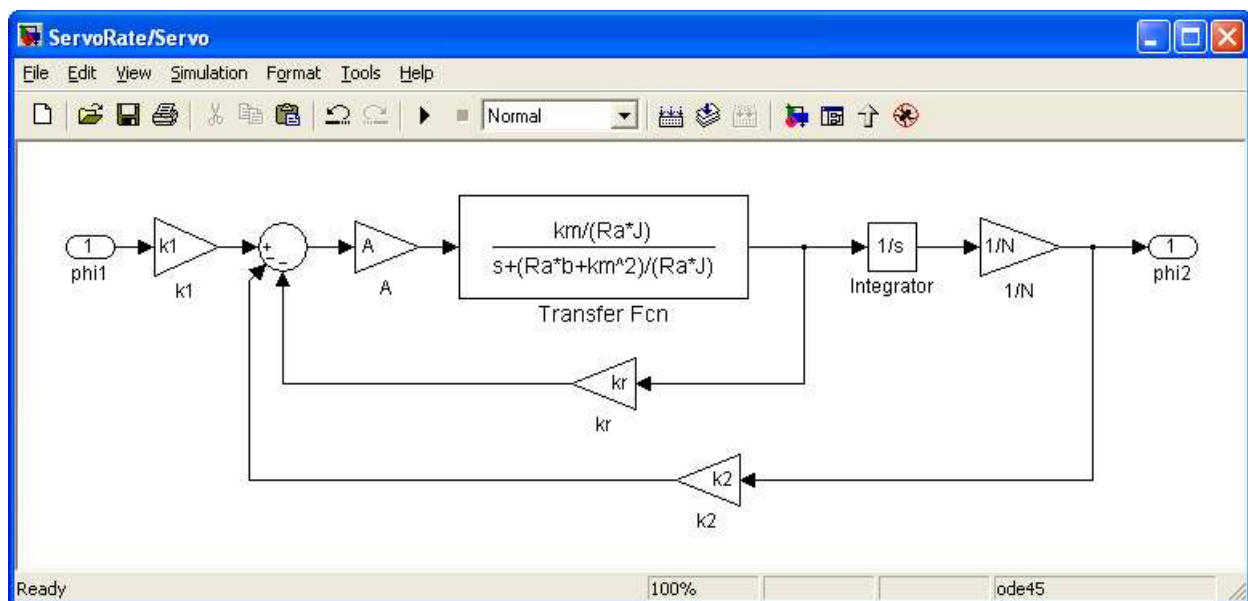 ServoRate/Servo
File Edit View Simulation Format Tools Help
Normal
1
phi1
k1
k1
+
−
−
A
A
km/(Ra*J)
s+(Ra*b+km^2)/(Ra*J)
Transfer Fcn
1/s
Integrator
1/N
1/N
1
phi2
kr
kr
k2
k2
Ready 100% ode45